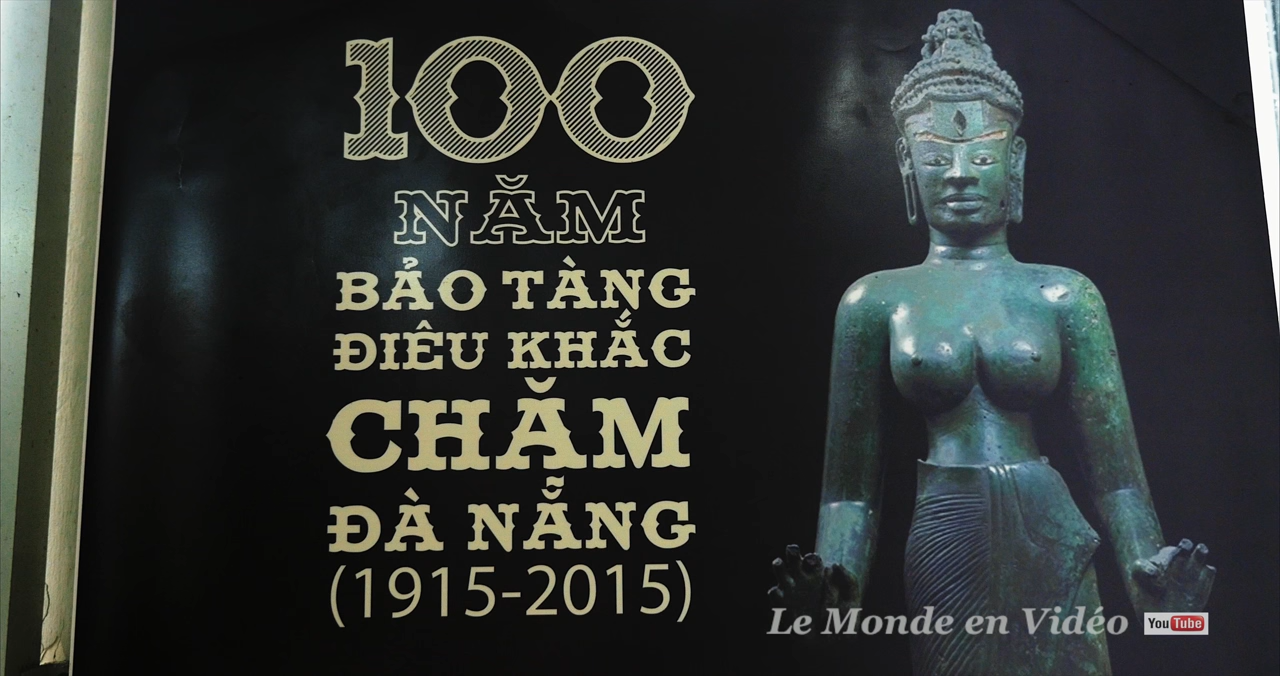 100
NĂM
BẢO TÀNG
ĐIÊU KHẮC
CHĂM
ĐÀ NẴNG
(1915-2015)
Le Monde en Vidéo YouTube